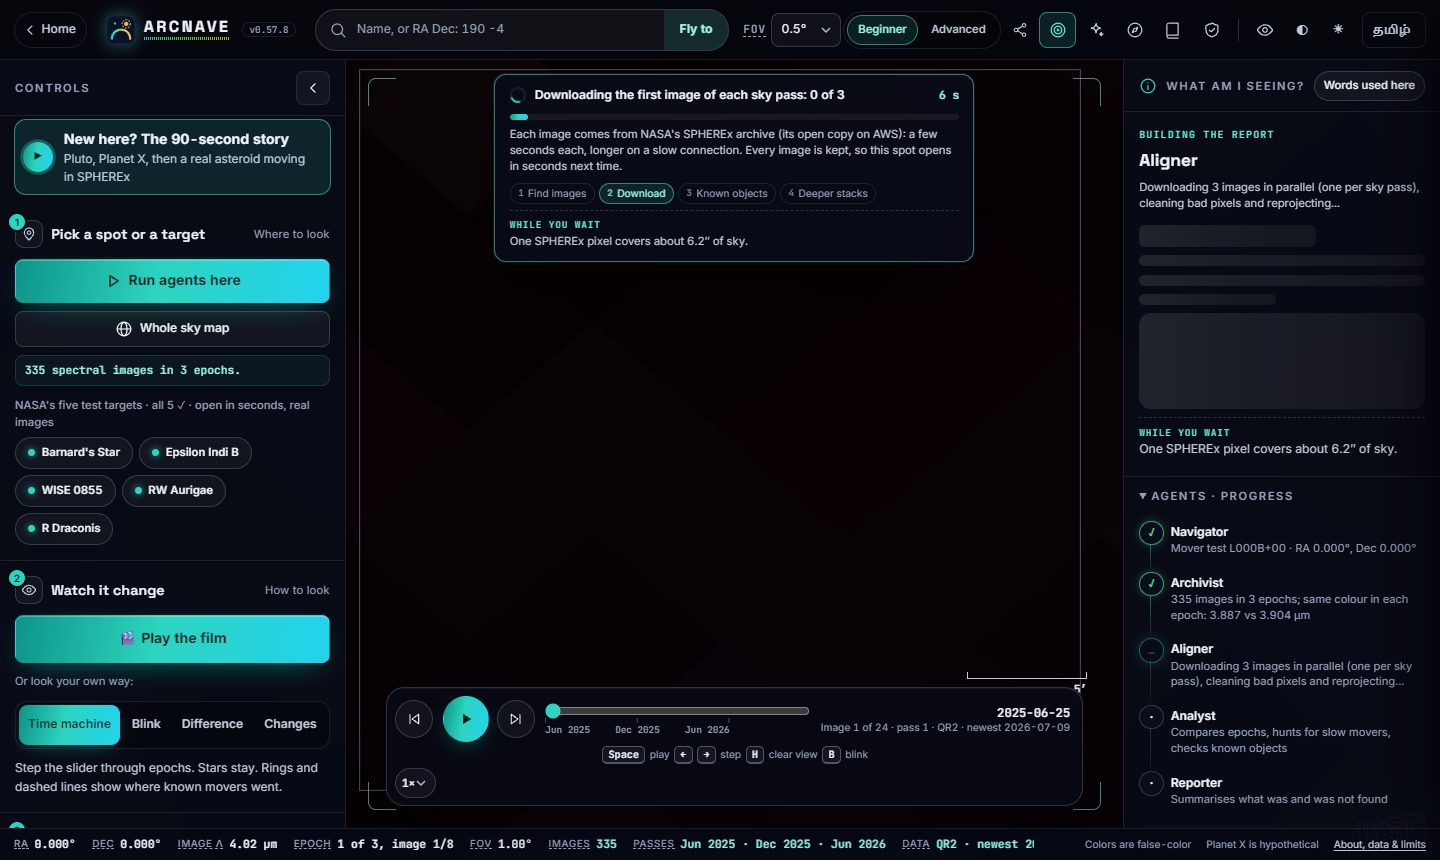 Home
ARCNAVE
v0.57.8
Name, or RA Dec: 190 -4
Fly to
FOV
0.5°
Beginner
Advanced
தமிழ்
CONTROLS
New here? The 90-second story
Pluto, Planet X, then a real asteroid moving
in SPHEREx
1
Pick a spot or a target
Where to look
Run agents here
Whole sky map
335 spectral images in 3 epochs.
NASA's five test targets · all 5 ✓ · open in seconds, real
images
Barnard's Star
Epsilon Indi B
WISE 0855
RW Aurigae
R Draconis
2
Watch it change
How to look
Play the film
Or look your own way:
Time machine
Blink
Difference
Changes
Step the slider through epochs. Stars stay. Rings and
dashed lines show where known movers went.
Downloading the first image of each sky pass: 0 of 3
6 s
Each image comes from NASA's SPHEREx archive (its open copy on AWS): a few
seconds each, longer on a slow connection. Every image is kept, so this spot opens
in seconds next time.
1 Find images
2 Download
3 Known objects
4 Deeper stacks
WHILE YOU WAIT
One SPHEREx pixel covers about 6.2″ of sky.
5′
Jun 2025
Dec 2025
Jun 2026
2025-06-25
Image 1 of 24 · pass 1 · QR2 · newest 2026-07-09
Space play ← → step H clear view B blink
1×
WHAT AM I SEEING?
Words used here
BUILDING THE REPORT
Aligner
Downloading 3 images in parallel (one per sky pass),
cleaning bad pixels and reprojecting...
WHILE YOU WAIT
One SPHEREx pixel covers about 6.2″ of sky.
▼ AGENTS · PROGRESS
Navigator
Mover test L000B+00 · RA 0.000°, Dec 0.000°
Archivist
335 images in 3 epochs; same colour in each
epoch: 3.887 vs 3.904 µm
Aligner
Downloading 3 images in parallel (one per sky
pass), cleaning bad pixels and reprojecting...
Analyst
Compares epochs, hunts for slow movers,
checks known objects
Reporter
Summarises what was and was not found
RA 0.000°
DEC 0.000°
IMAGE Λ 4.02 µm
EPOCH 1 of 3, image 1/8
FOV 1.00°
IMAGES 335
PASSES Jun 2025 · Dec 2025 · Jun 2026
DATA QR2 · newest
Colors are false-color
Planet X is hypothetical
About, data & limits